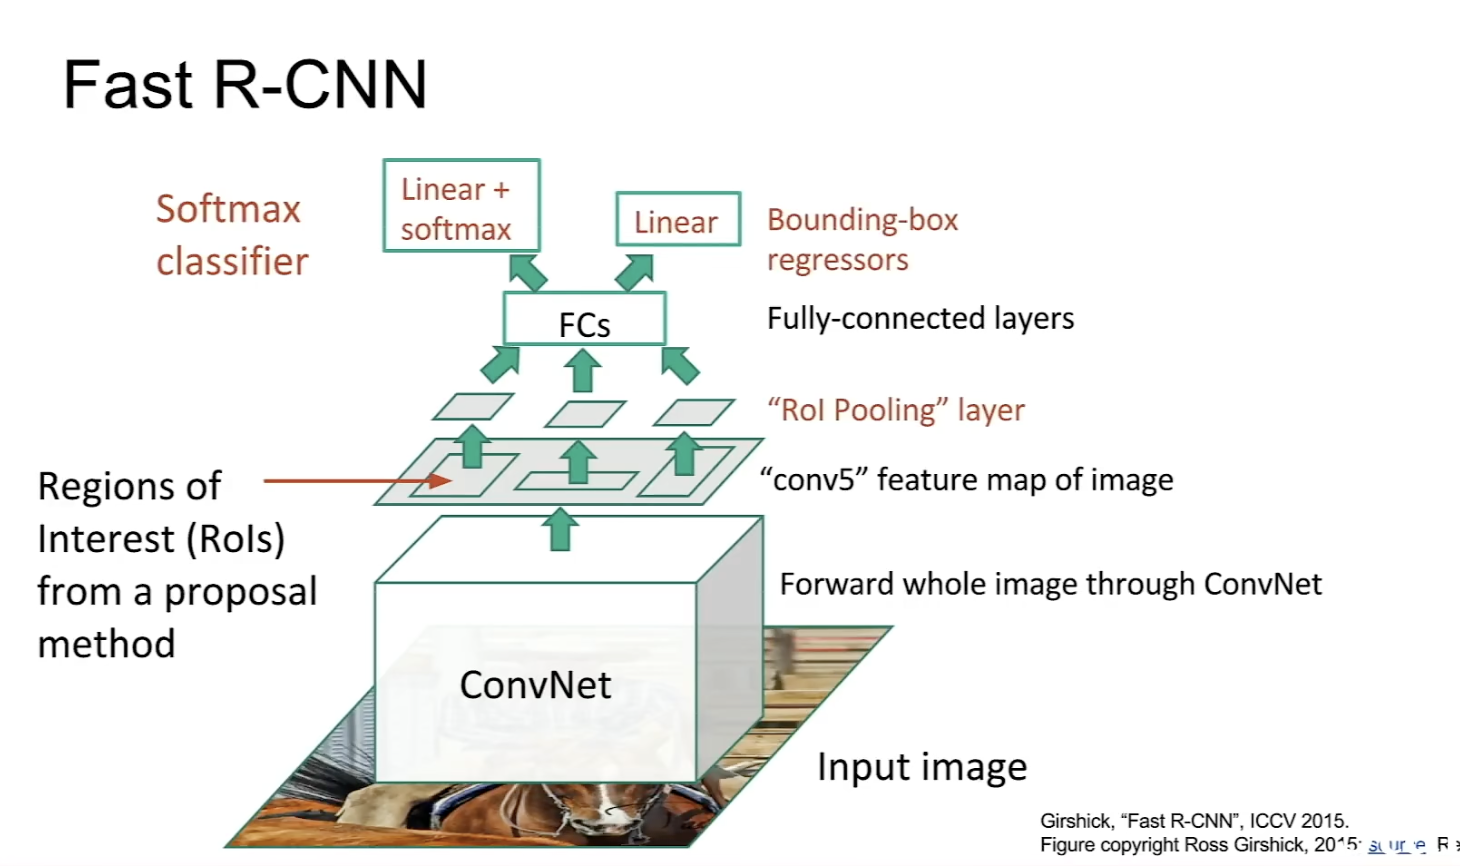 Fast R-CNN
Softmax
classifier
Linear +
softmax
Linear
Bounding-box
regressors
FCs
Fully-connected layers
“RoI Pooling” layer
Regions of
Interest (RoIs)
from a proposal
method
“conv5” feature map of image
Forward whole image through ConvNet
ConvNet
Input image
Girshick, “Fast R-CNN”, ICCV 2015.
Figure copyright Ross Girshick, 2015; source.